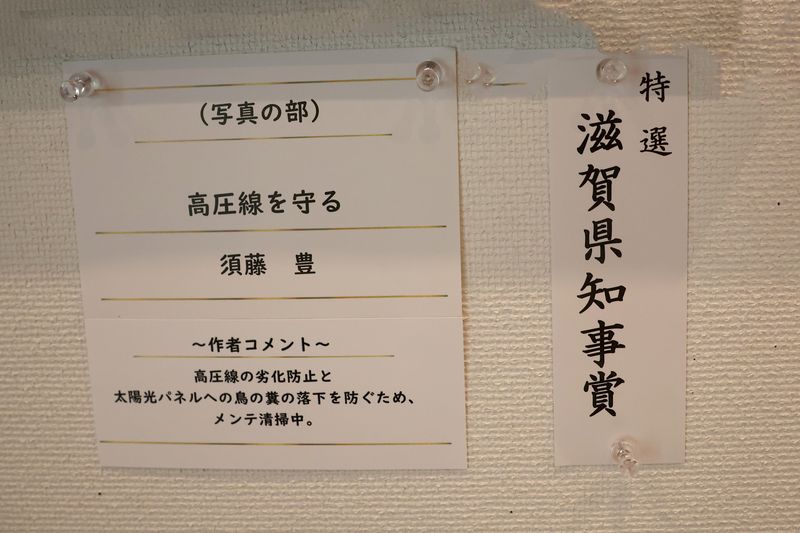 （写真の部）
高圧線を守る
須藤　豊
～作者コメント～
高圧線の劣化防止と
太陽光パネルへの鳥の糞の落下を防ぐため、
メンテ清掃中。
特選
滋賀県知事賞